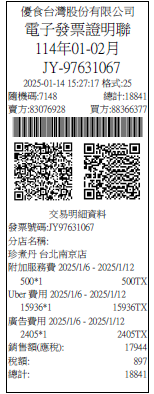 優食台灣股份有限公司
電子發票證明聯
114年01-02月
JY-97631067
2025-01-14 15:27:17 格式:25
隨機碼:7148 總計:18841
賣方:83076928 買方:88366377
交易明細資料
發票號碼:JY97631067
分店名稱:
珍煮丹 台北南京店
附加服務費 2025/1/6 - 2025/1/12
500*1 500TX
Uber 費用 2025/1/6 - 2025/1/12
15936*1 15936TX
廣告費用 2025/1/6 - 2025/1/12
2405*1 2405TX
銷售額(應稅): 17944
稅額: 897
總計: 18841